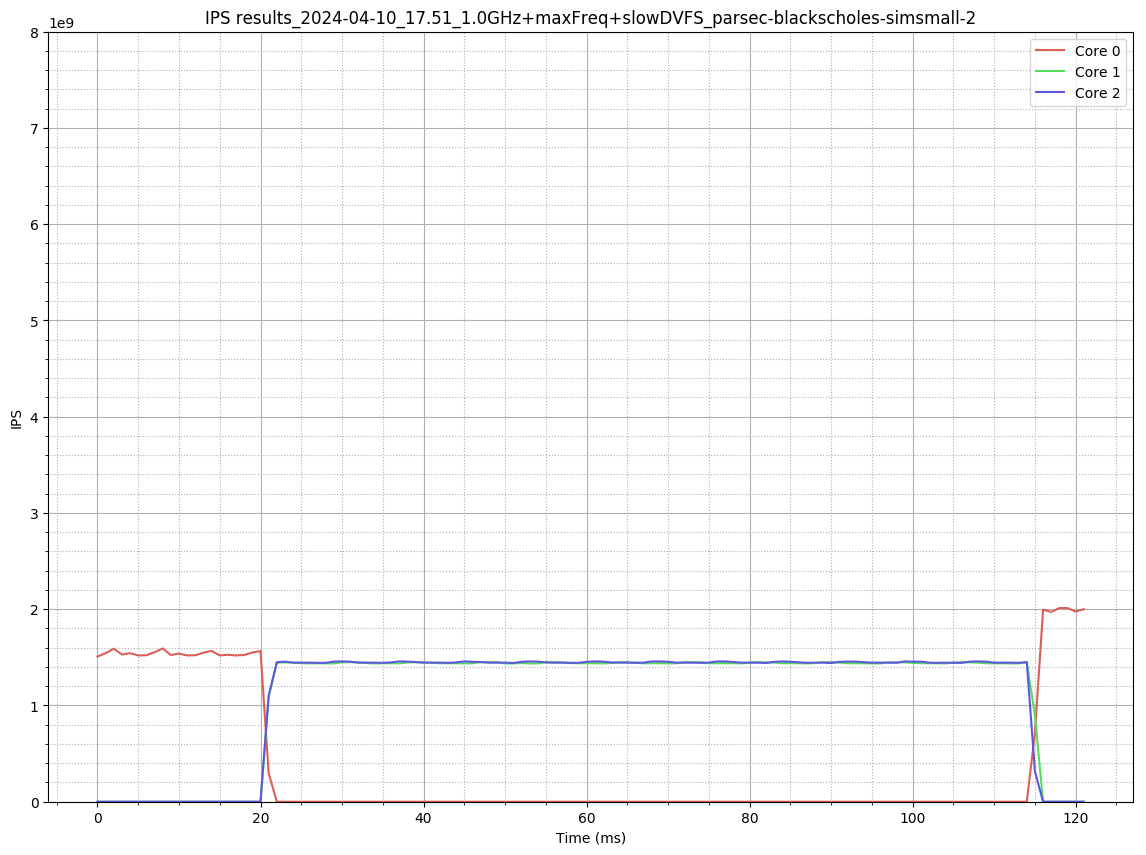 IPS results_2024-04-10_17.51_1.0GHz+maxFreq+slowDVFS_parsec-blackscholes-simsmall-2
1e9
8
7
6
5
4
3
2
1
0
IPS
Core 0
Core 1
Core 2
0 20 40 60 80 100 120
Time (ms)